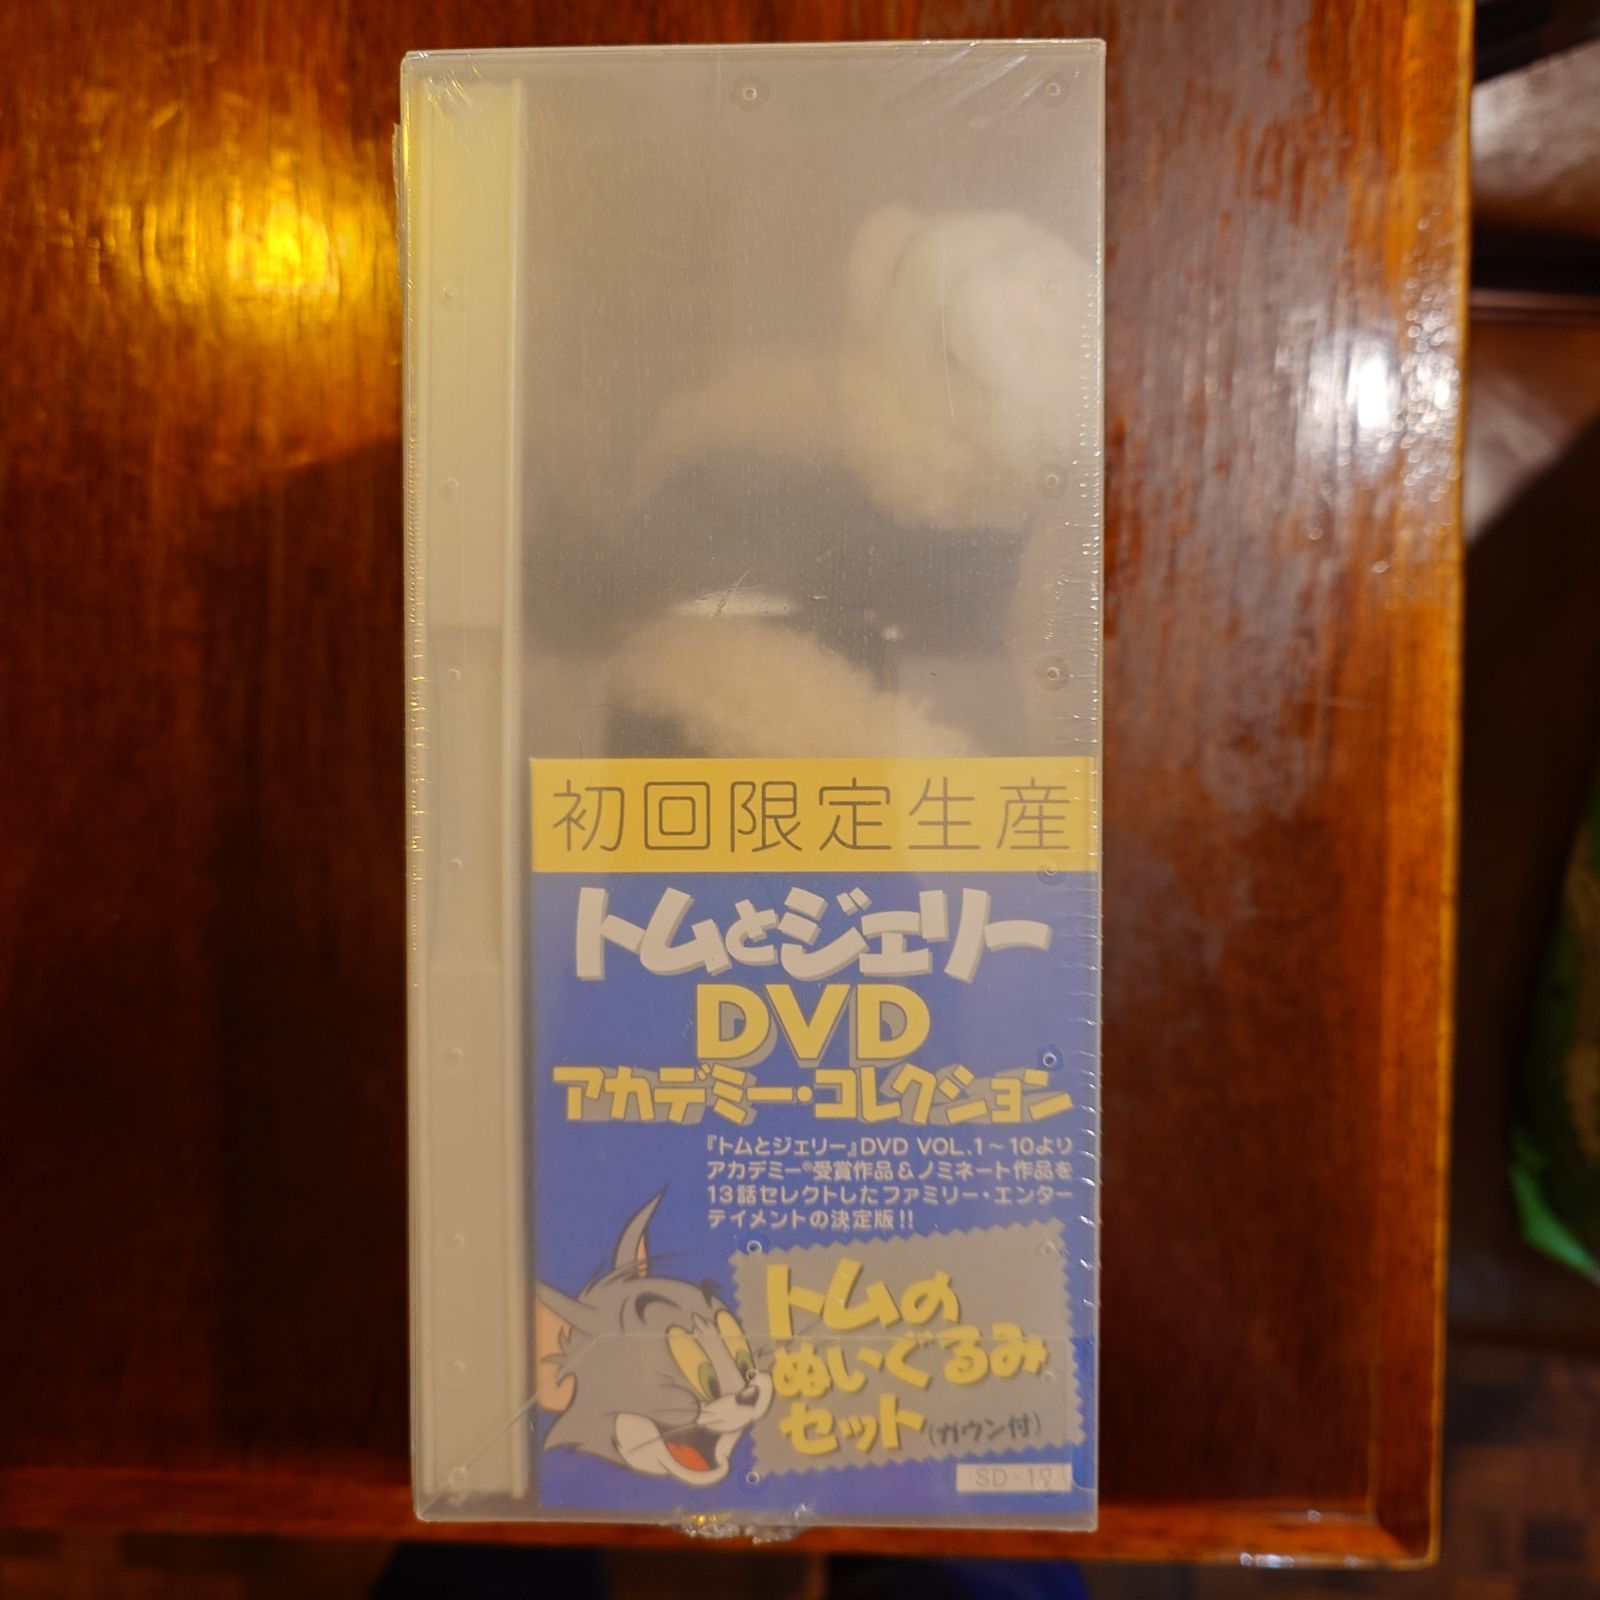 初回限定生産
トムとジェリー
DVD
アカデミー・コレクション
『トムとジェリー』DVD VOL.1～10より
アカデミー®受賞作品&ノミネート作品を
13話セレクトしたファミリー・エンター
テイメントの決定版!!
トムの
ぬいぐるみ
セット(ガウン付)